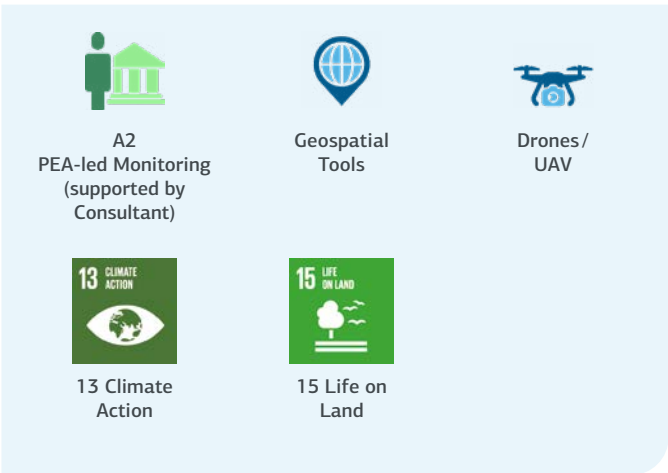 A2
PEA-led Monitoring
(supported by
Consultant)
Geospatial
Tools
Drones/
UAV
13 CLIMATE
ACTION
15 LIFE
ON LAND
13 Climate
Action
15 Life on
Land